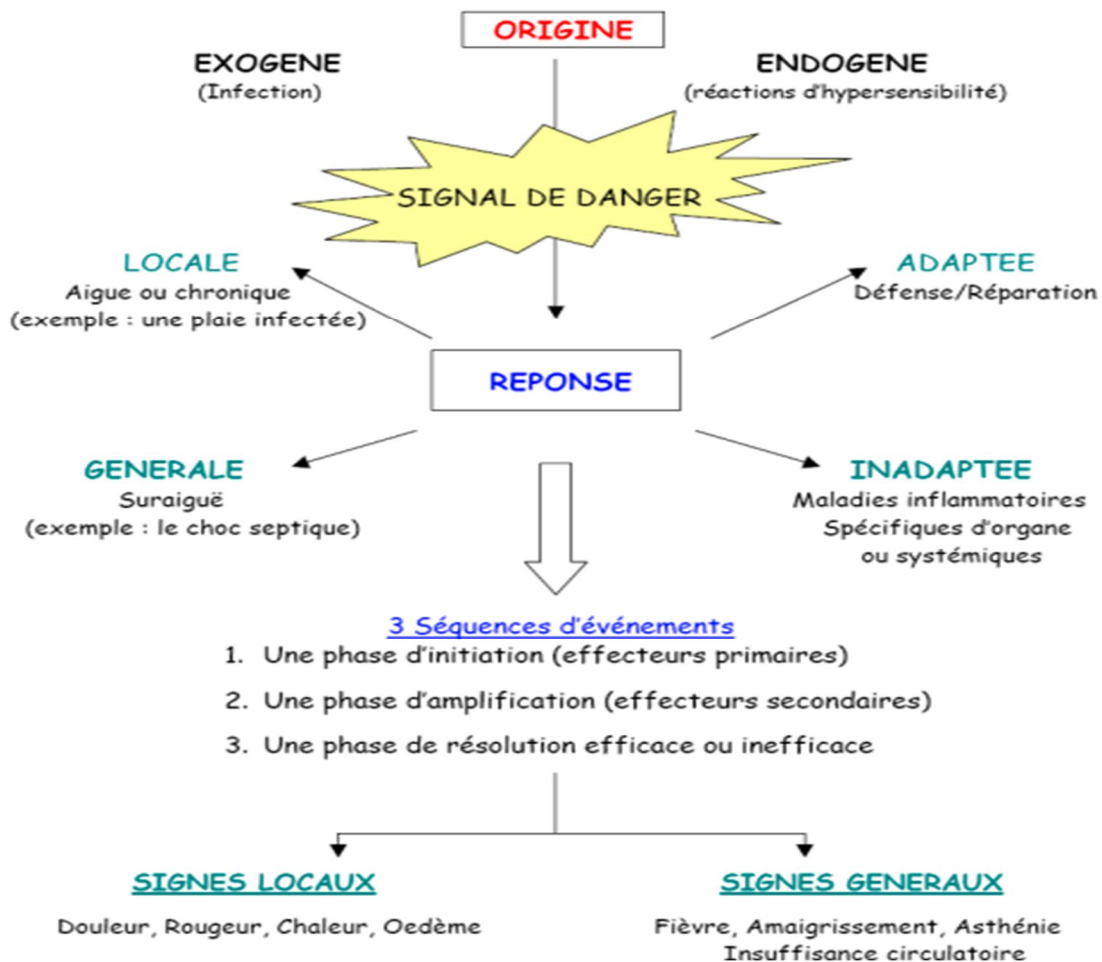 ORIGINE
EXOGENE
(Infection)
ENDOGENE
(réactions d'hypersensibilité)
SIGNAL DE DANGER
LOCALE
Aigue ou chronique
(exemple : une plaie infectée)
ADAPTEE
Défense/Réparation
REPONSE
GENERALE
Suraiguë
(exemple : le choc septique)
INADAPTEE
Maladies inflammatoires
Spécifiques d'organe
ou systémiques
3 Séquences d'événements
1. Une phase d'initiation (effecteurs primaires)
2. Une phase d'amplification (effecteurs secondaires)
3. Une phase de résolution efficace ou inefficace
SIGNES LOCAUX
Douleur, Rougeur, Chaleur, Oedème
SIGNES GENERAUX
Fièvre, Amaigrissement, Asthénie
Insuffisance circulatoire